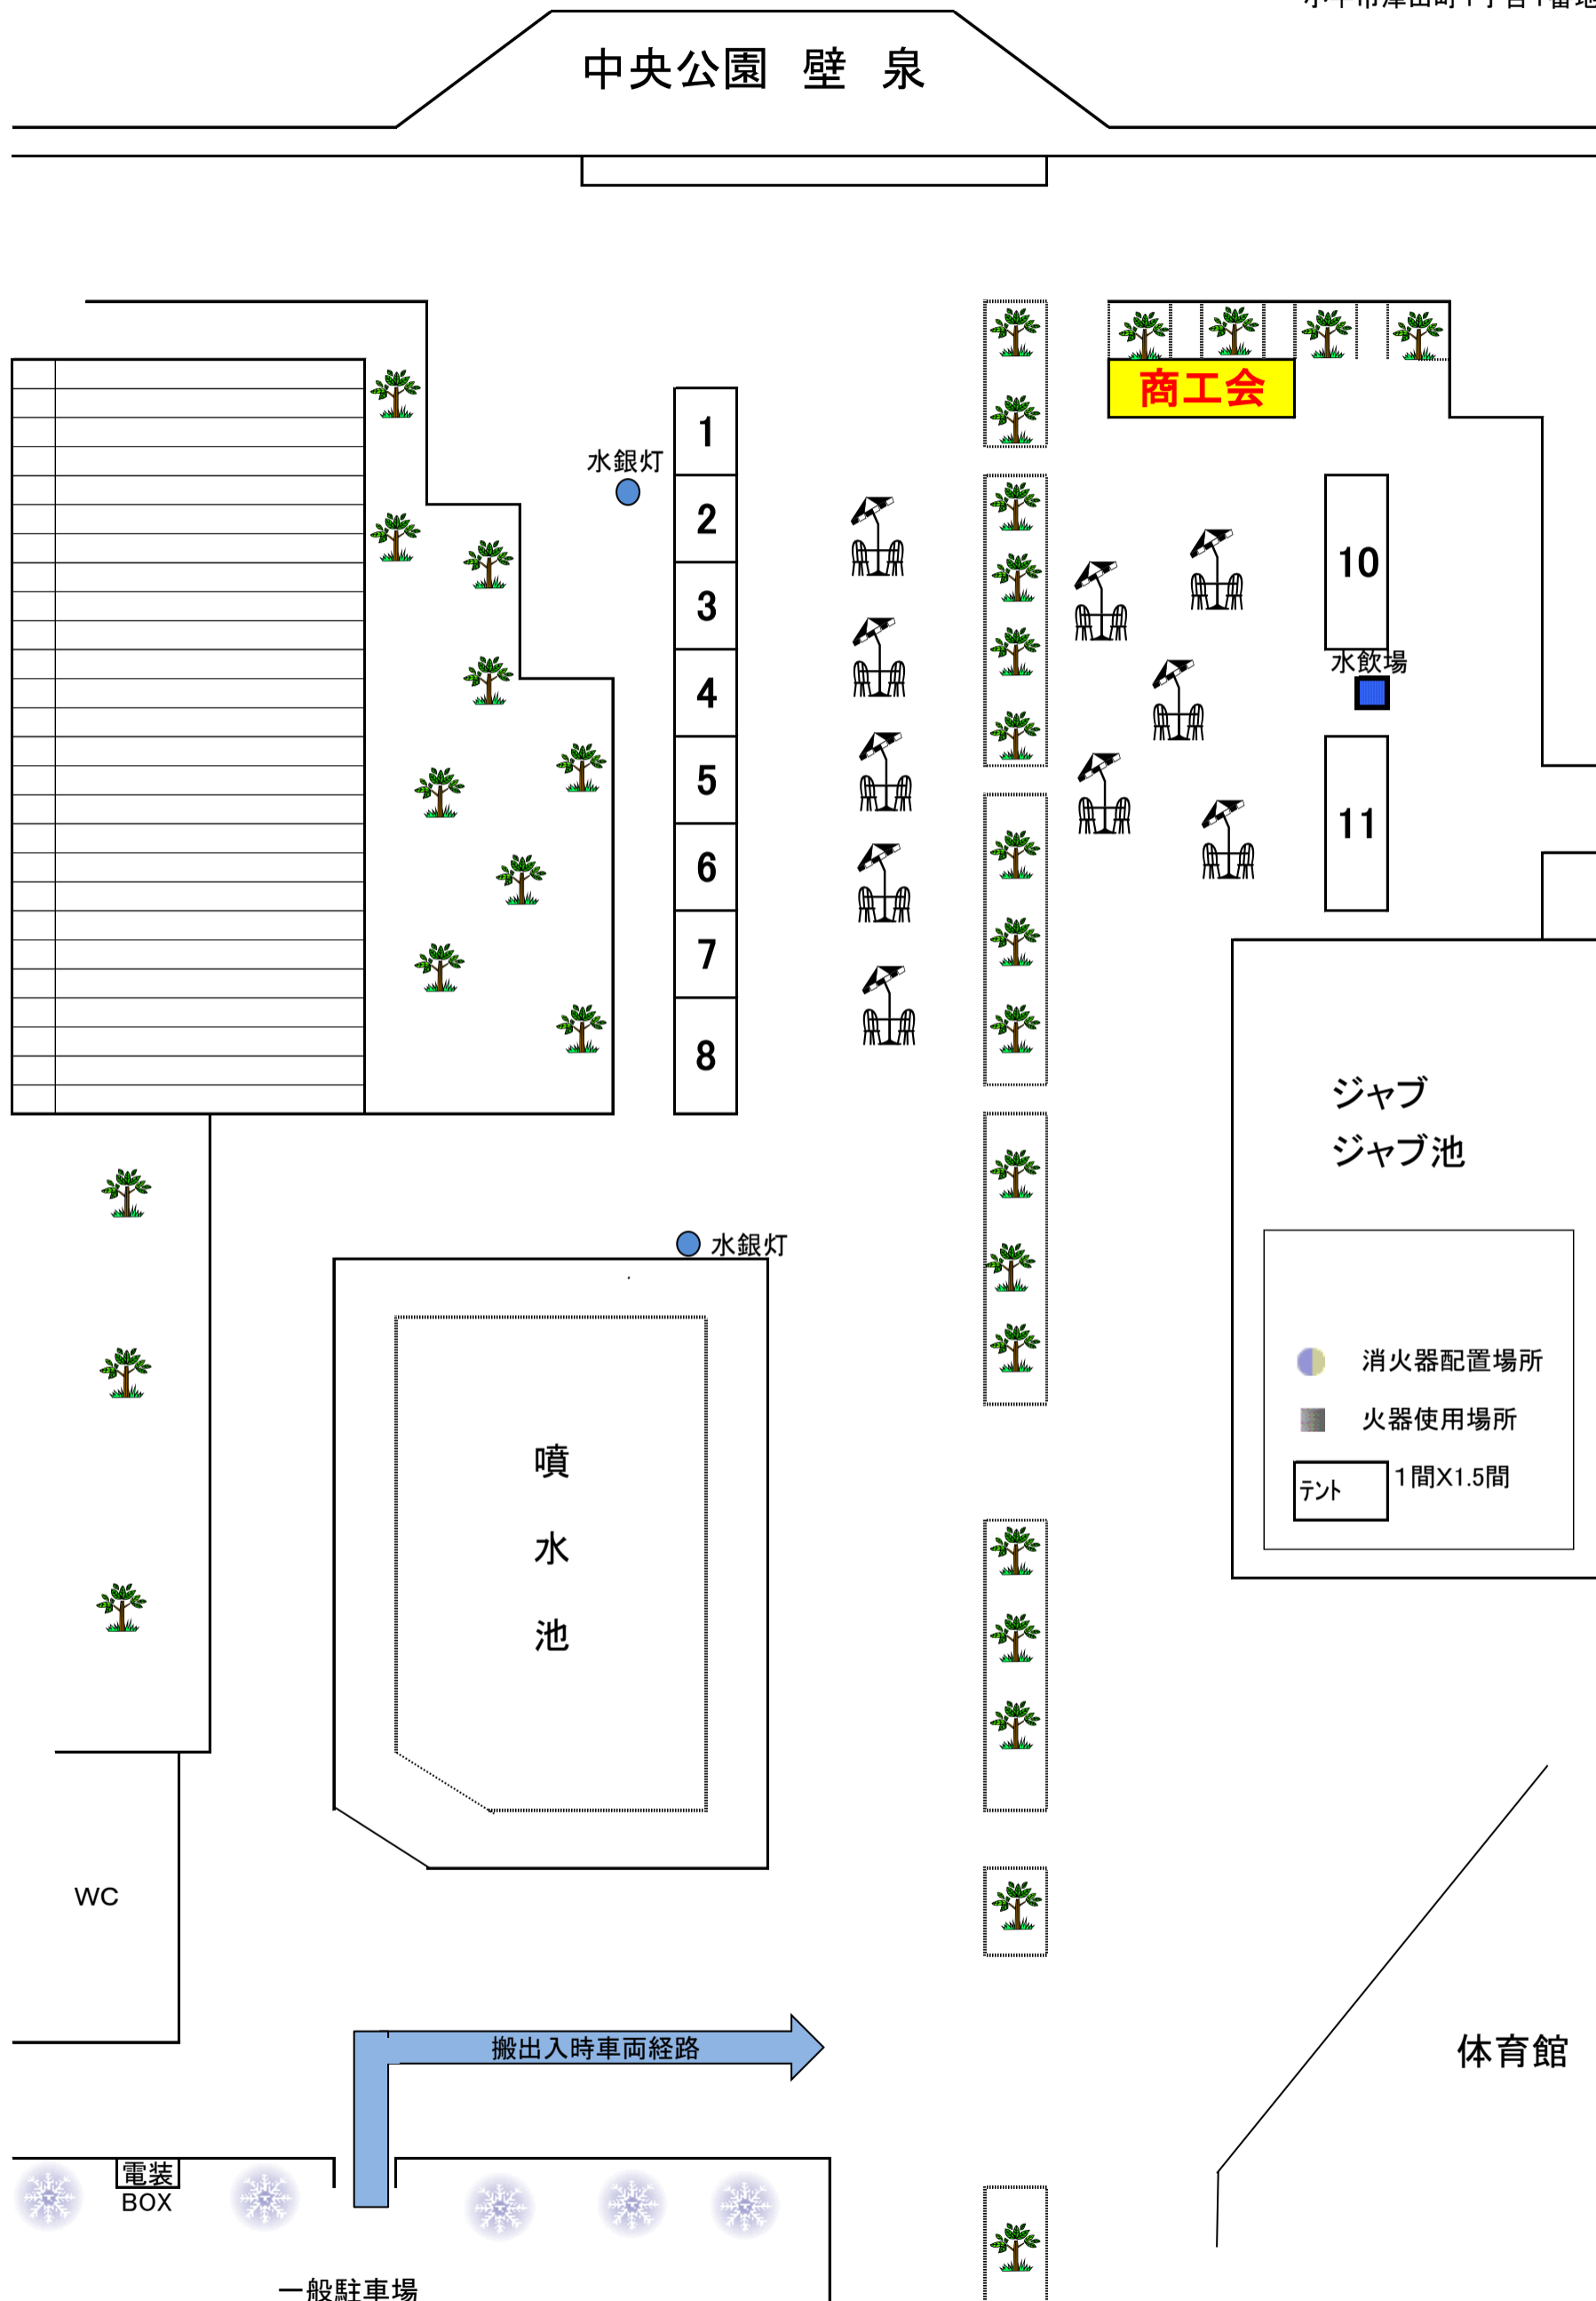 中央公園 壁 泉
商工会
水銀灯
1
2
3
4
5
6
7
8
10
水飲場
11
ジャブ
ジャブ池
水銀灯
消火器配置場所
火器使用場所
テント
1間X1.5間
噴
水
池
WC
搬出入時車両経路
体育館
電装
BOX
一般駐車場